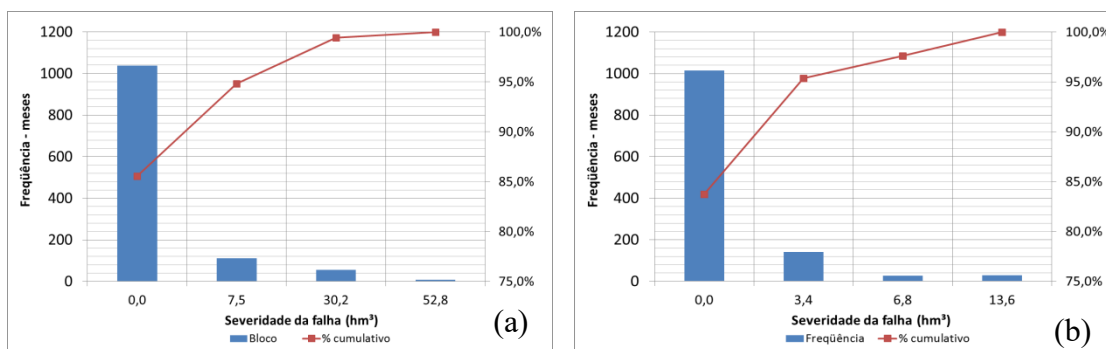 1200
1000
800
600
400
200
0
Freqüência - meses
100,0%
95,0%
90,0%
85,0%
80,0%
75,0%
0,0 7,5 30,2 52,8
Severidade da falha (hm³)
Bloco % cumulativo
(a)
1200
1000
800
600
400
200
0
Freqüência - meses
100,0%
95,0%
90,0%
85,0%
80,0%
75,0%
0,0 3,4 6,8 13,6
Severidade da falha (hm³)
Freqüência % cumulativo
(b)